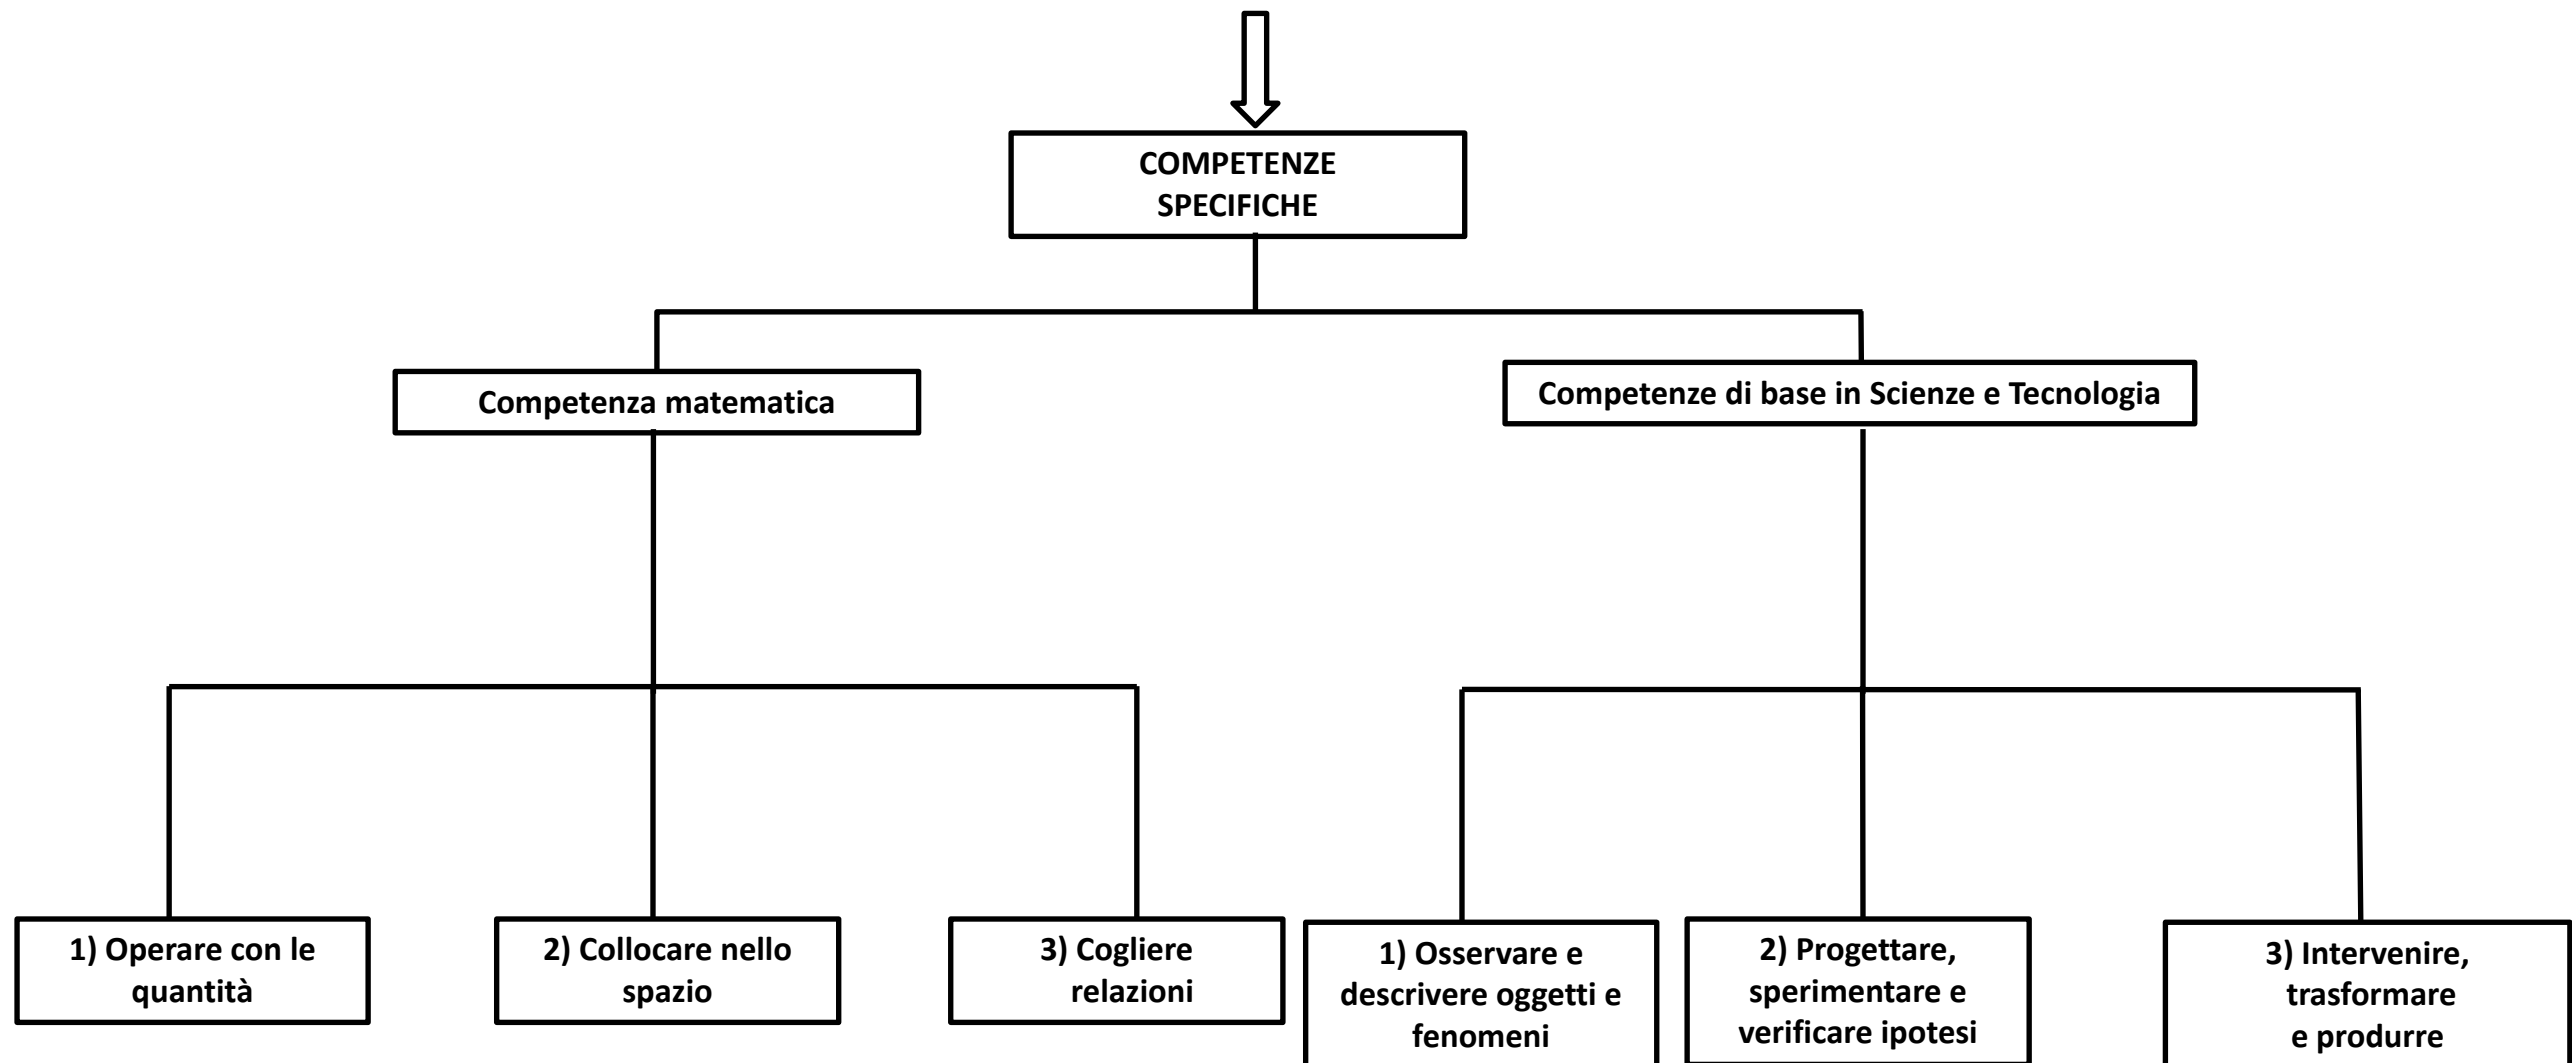 COMPETENZE
SPECIFICHE
Competenza matematica
Competenze di base in Scienze e Tecnologia
1) Operare con le
quantità
2) Collocare nello
spazio
3) Cogliere
relazioni
1) Osservare e
descrivere oggetti e
fenomeni
2) Progettare,
sperimentare e
verificare ipotesi
3) Intervenire,
trasformare
e produrre